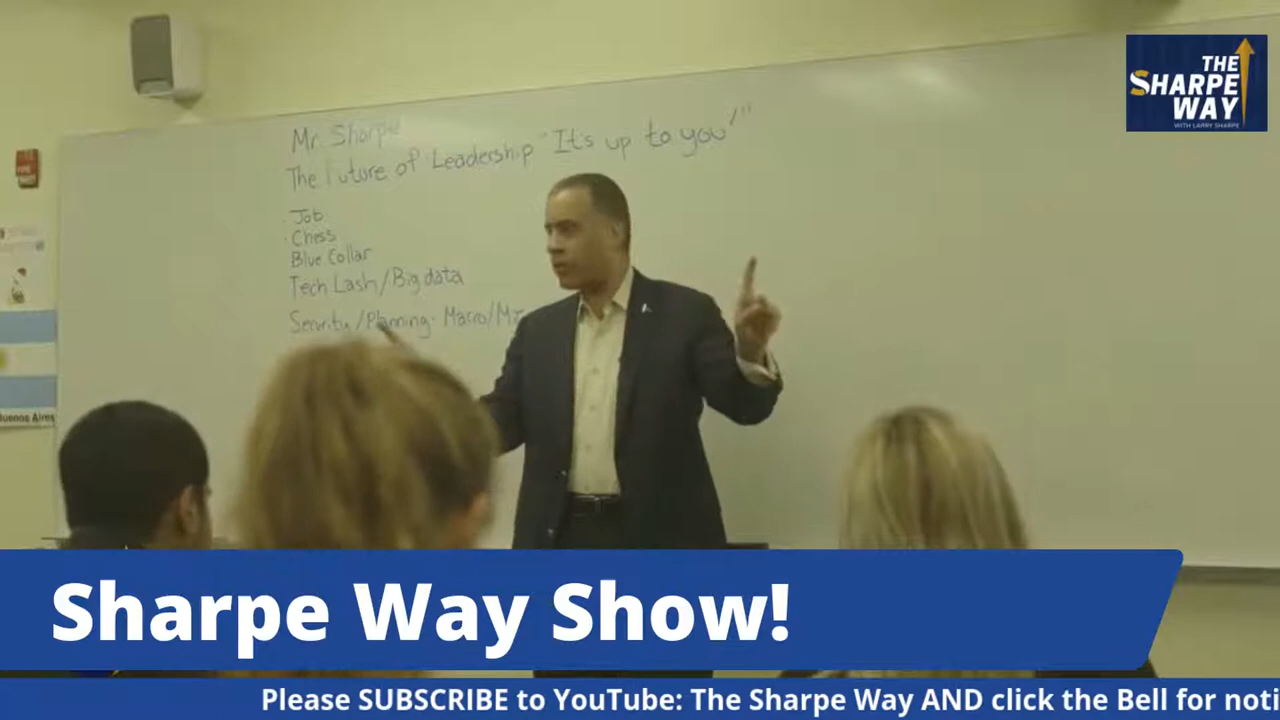 THE
SHARPE
WAY
WITH LARRY SHARPE
Mr. Sharpe
The Future of Leadership "It's up to you!"
· Job
· Chess
Blue Collar
Tech Lash/Big data
Security/Planning- Macro/
Buenos Aires
Sharpe Way Show!
Please SUBSCRIBE to YouTube: The Sharpe Way AND click the Bell for noti